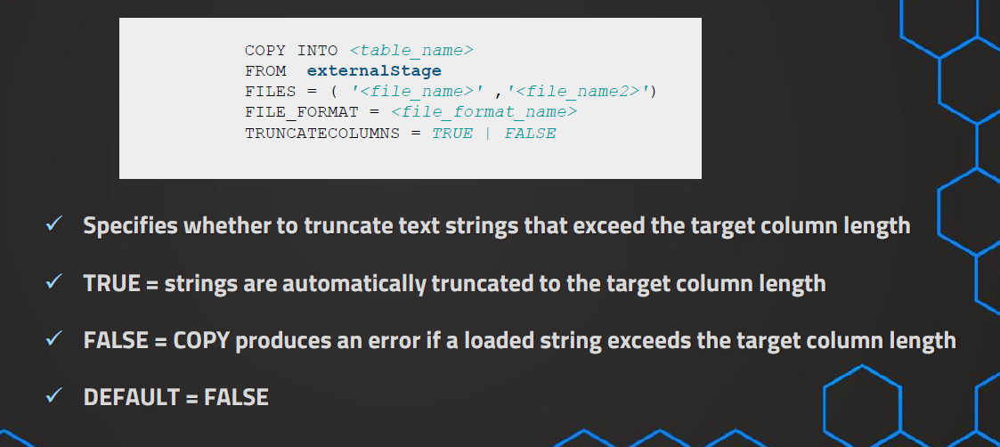 COPY INTO <table_name>
FROM externalStage
FILES = ( '<file_name>' ,'<file_name2>')
FILE_FORMAT = <file_format_name>
TRUNCATECOLUMNS = TRUE | FALSE
✓ Specifies whether to truncate text strings that exceed the target column length
✓ TRUE = strings are automatically truncated to the target column length
✓ FALSE = COPY produces an error if a loaded string exceeds the target column length
✓ DEFAULT = FALSE